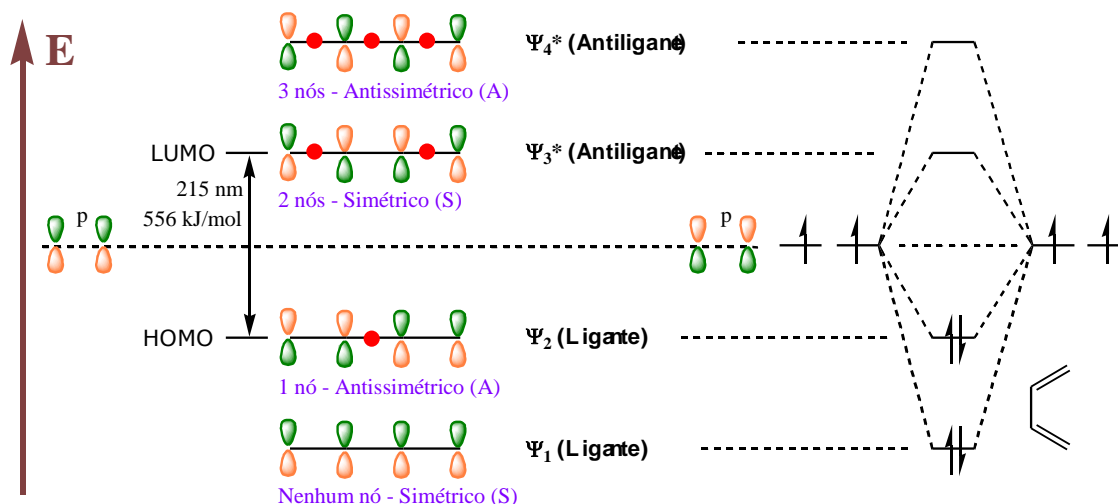 E
Ψ4* (Antiligante)
3 nós - Antissimétrico (A)
LUMO
Ψ3* (Antiligante)
215 nm
2 nós - Simétrico (S)
556 kJ/mol
p
p
HOMO
Ψ2 (Ligante)
1 nó - Antissimétrico (A)
Ψ1 (Ligante)
Nenhum nó - Simétrico (S)